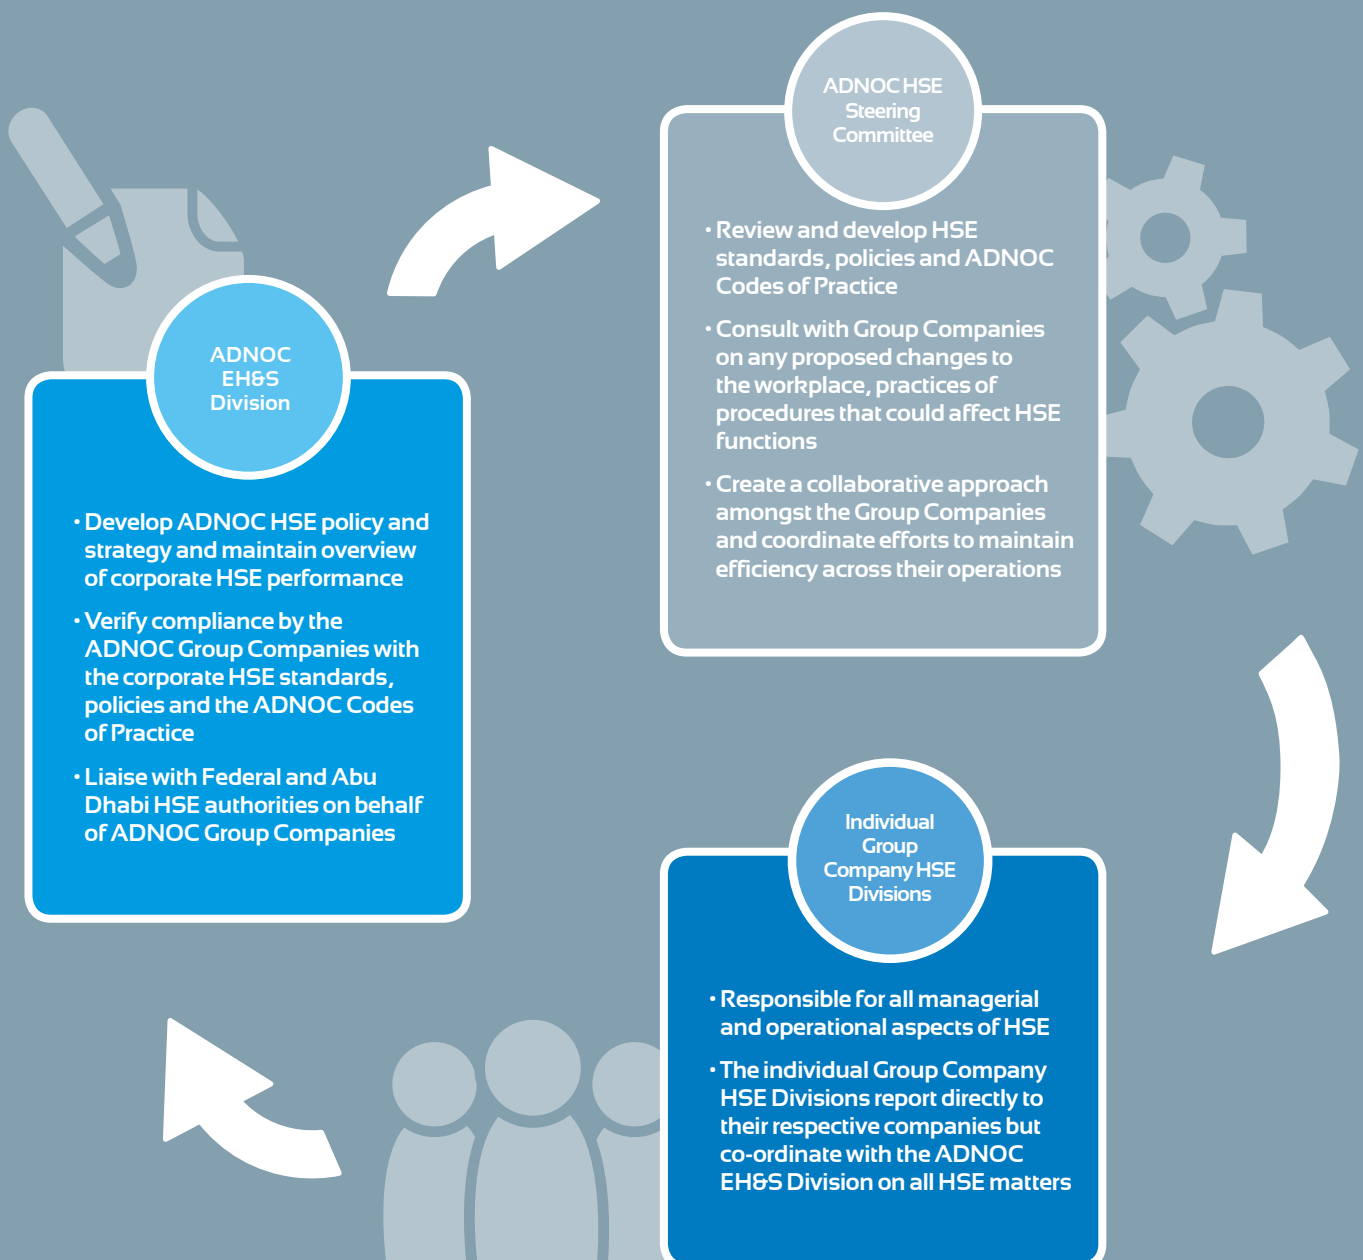 ADNOC
EH&S
Division
• Develop ADNOC HSE policy and
strategy and maintain overview
of corporate HSE performance
• Verify compliance by the
ADNOC Group Companies with
the corporate HSE standards,
policies and the ADNOC Codes
of Practice
• Liaise with Federal and Abu
Dhabi HSE authorities on behalf
of ADNOC Group Companies
ADNOC HSE
Steering
Committee
• Review and develop HSE
standards, policies and ADNOC
Codes of Practice
• Consult with Group Companies
on any proposed changes to
the workplace, practices of
procedures that could affect HSE
functions
• Create a collaborative approach
amongst the Group Companies
and coordinate efforts to maintain
efficiency across their operations
Individual
Group
Company HSE
Divisions
• Responsible for all managerial
and operational aspects of HSE
• The individual Group Company
HSE Divisions report directly to
their respective companies but
co-ordinate with the ADNOC
EH&S Division on all HSE matters